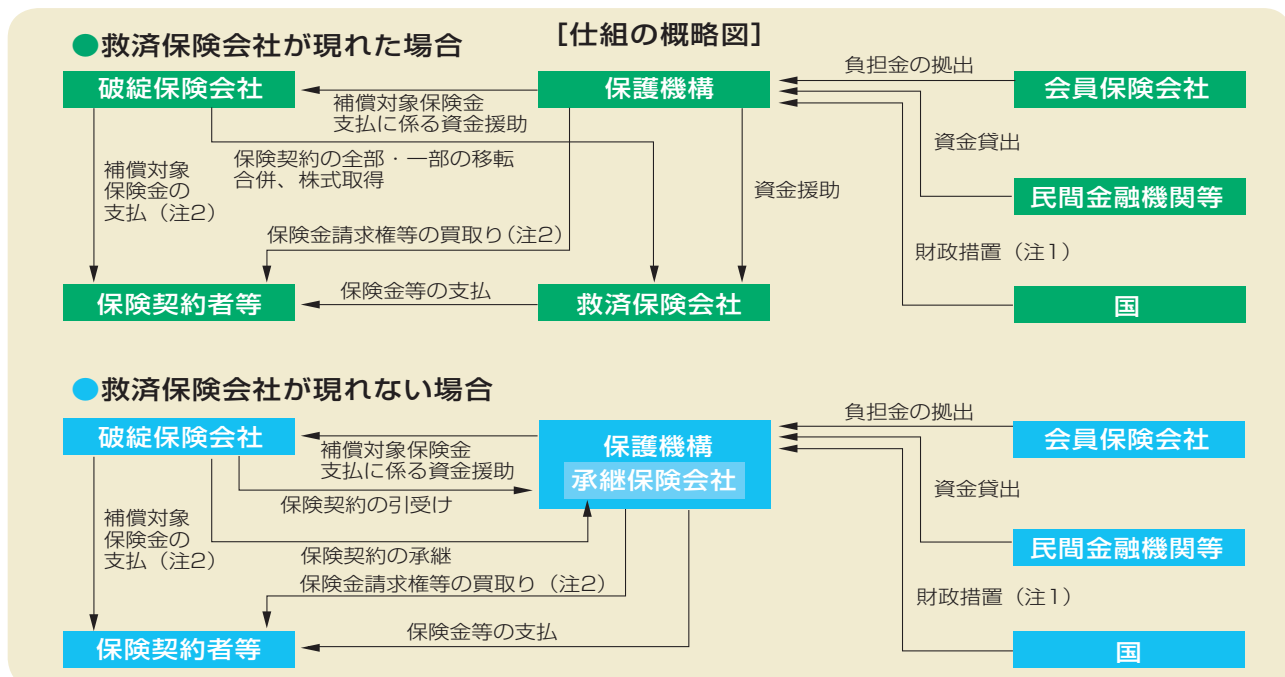 [仕組の概略図]
●救済保険会社が現れた場合
破綻保険会社
保護機構
会員保険会社
負担金の拠出
補償対象保険金
支払に係る資金援助
資金貸出
保険契約の全部・一部の移転
合併、株式取得
補償対象
保険金の
支払（注2）
資金援助
民間金融機関等
保険金請求権等の買取り（注2）
財政措置（注1）
保険契約者等
保険金等の支払
救済保険会社
国
●救済保険会社が現れない場合
破綻保険会社
保護機構
承継保険会社
会員保険会社
負担金の拠出
補償対象保険金
支払に係る資金援助
資金貸出
保険契約の引受け
補償対象
保険金の
支払（注2）
保険契約の承継
民間金融機関等
保険金請求権等の買取り（注2）
財政措置（注1）
保険契約者等
保険金等の支払
国